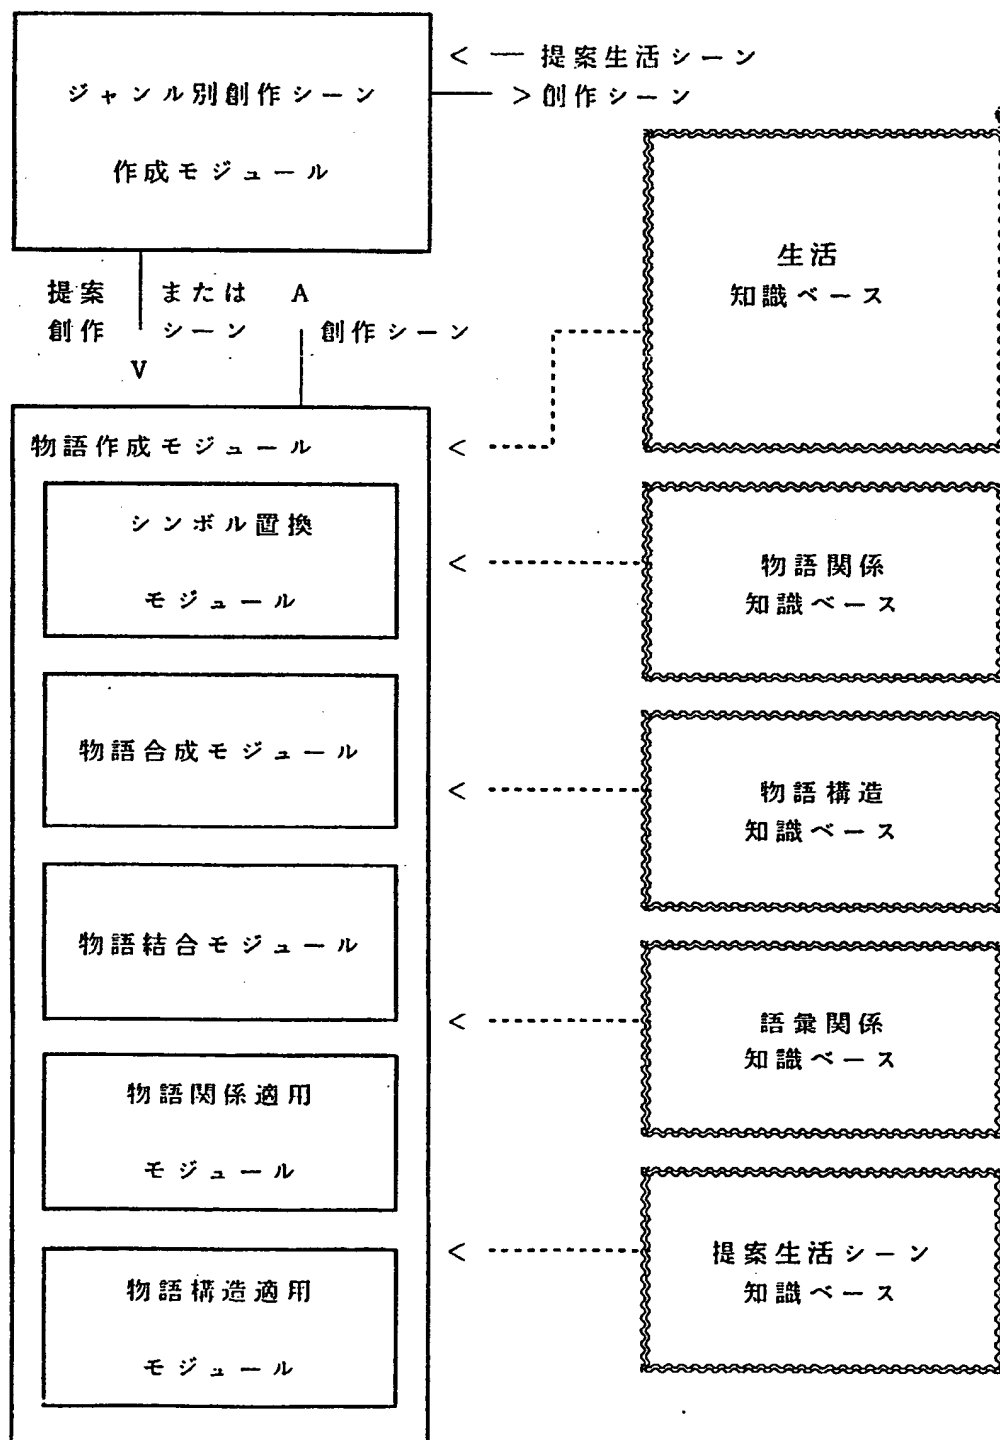 ジャンル別創作シーン
作成モジュール
< ― 提案生活シーン
> 創作シーン
提案 または A
創作 シーン 創作シーン
V
物語作成モジュール
シンボル置換
モジュール
物語合成モジュール
物語結合モジュール
物語関係適用
モジュール
物語構造適用
モジュール
生活
知識ベース
物語関係
知識ベース
物語構造
知識ベース
語彙関係
知識ベース
提案生活シーン
知識ベース